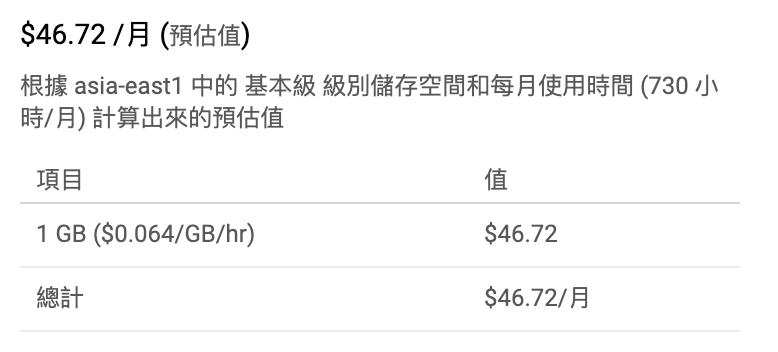 $46.72 /月 (預估值)
根據 asia-east1 中的 基本級 級別儲存空間和每月使用時間 (730 小
時/月) 計算出來的預估值
項目 值
1 GB ($0.064/GB/hr) $46.72
總計 $46.72/月